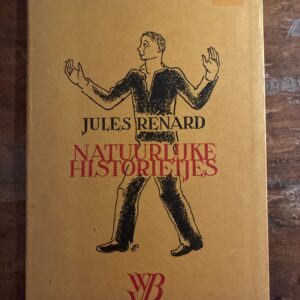 JULES RENARD
NATUURLIJKE
HISTORIETJES
WB